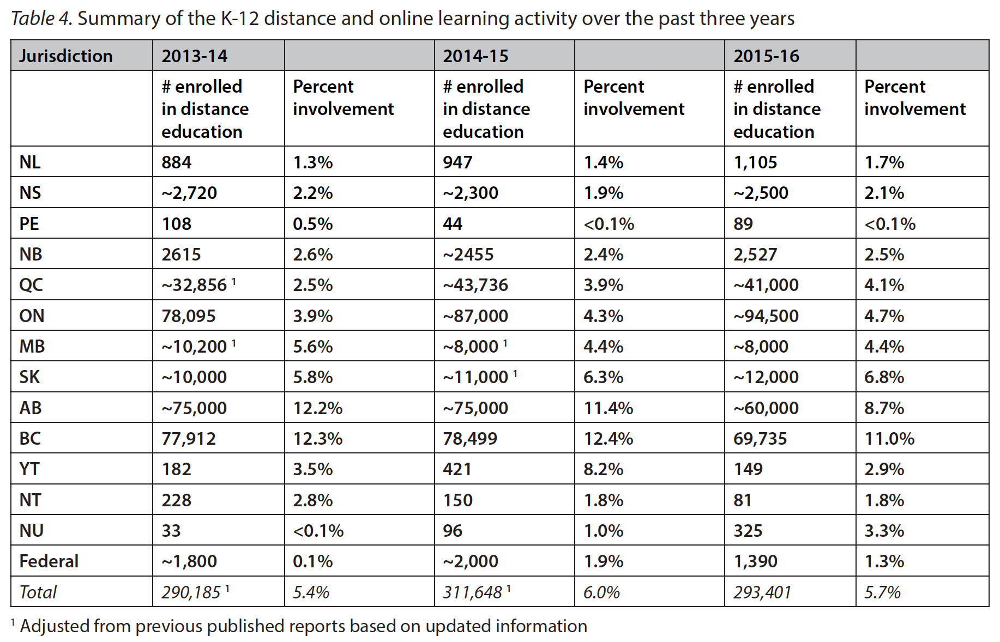 Table 4. Summary of the K-12 distance and online learning activity over the past three years
Jurisdiction 2013-14 2014-15 2015-16
# enrolled in distance education Percent involvement # enrolled in distance education Percent involvement # enrolled in distance education Percent involvement
NL 884 1.3% 947 1.4% 1,105 1.7%
NS ~2,720 2.2% ~2,300 1.9% ~2,500 2.1%
PE 108 0.5% 44 <0.1% 89 <0.1%
NB 2615 2.6% ~2455 2.4% 2,527 2.5%
QC ~32,856 ¹ 2.5% ~43,736 3.9% ~41,000 4.1%
ON 78,095 3.9% ~87,000 4.3% ~94,500 4.7%
MB ~10,200 ¹ 5.6% ~8,000 ¹ 4.4% ~8,000 4.4%
SK ~10,000 5.8% ~11,000 ¹ 6.3% ~12,000 6.8%
AB ~75,000 12.2% ~75,000 11.4% ~60,000 8.7%
BC 77,912 12.3% 78,499 12.4% 69,735 11.0%
YT 182 3.5% 421 8.2% 149 2.9%
NT 228 2.8% 150 1.8% 81 1.8%
NU 33 <0.1% 96 1.0% 325 3.3%
Federal ~1,800 0.1% ~2,000 1.9% 1,390 1.3%
Total 290,185 ¹ 5.4% 311,648 ¹ 6.0% 293,401 5.7%
¹ Adjusted from previous published reports based on updated information